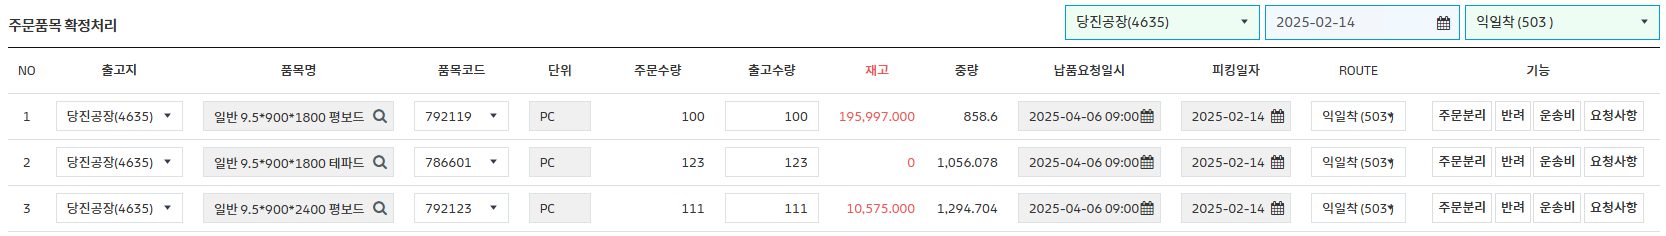 주문품목 확정처리 당진공장(4635) 2025-02-14 익일착 (503 )
NO 출고지 품목명 품목코드 단위 주문수량 출고수량 재고 중량 납품요청일시 피킹일자 ROUTE 기능
1 당진공장(4635) 일반 9.5*900*1800 평보드 792119 PC 100 100 195,997.000 858.6 2025-04-06 09:00 2025-02-14 익일착 (503 ) 주문분리 반려 운송비 요청사항
2 당진공장(4635) 일반 9.5*900*1800 테파드 786601 PC 123 123 0 1,056.078 2025-04-06 09:00 2025-02-14 익일착 (503 ) 주문분리 반려 운송비 요청사항
3 당진공장(4635) 일반 9.5*900*2400 평보드 792123 PC 111 111 10,575.000 1,294.704 2025-04-06 09:00 2025-02-14 익일착 (503 ) 주문분리 반려 운송비 요청사항